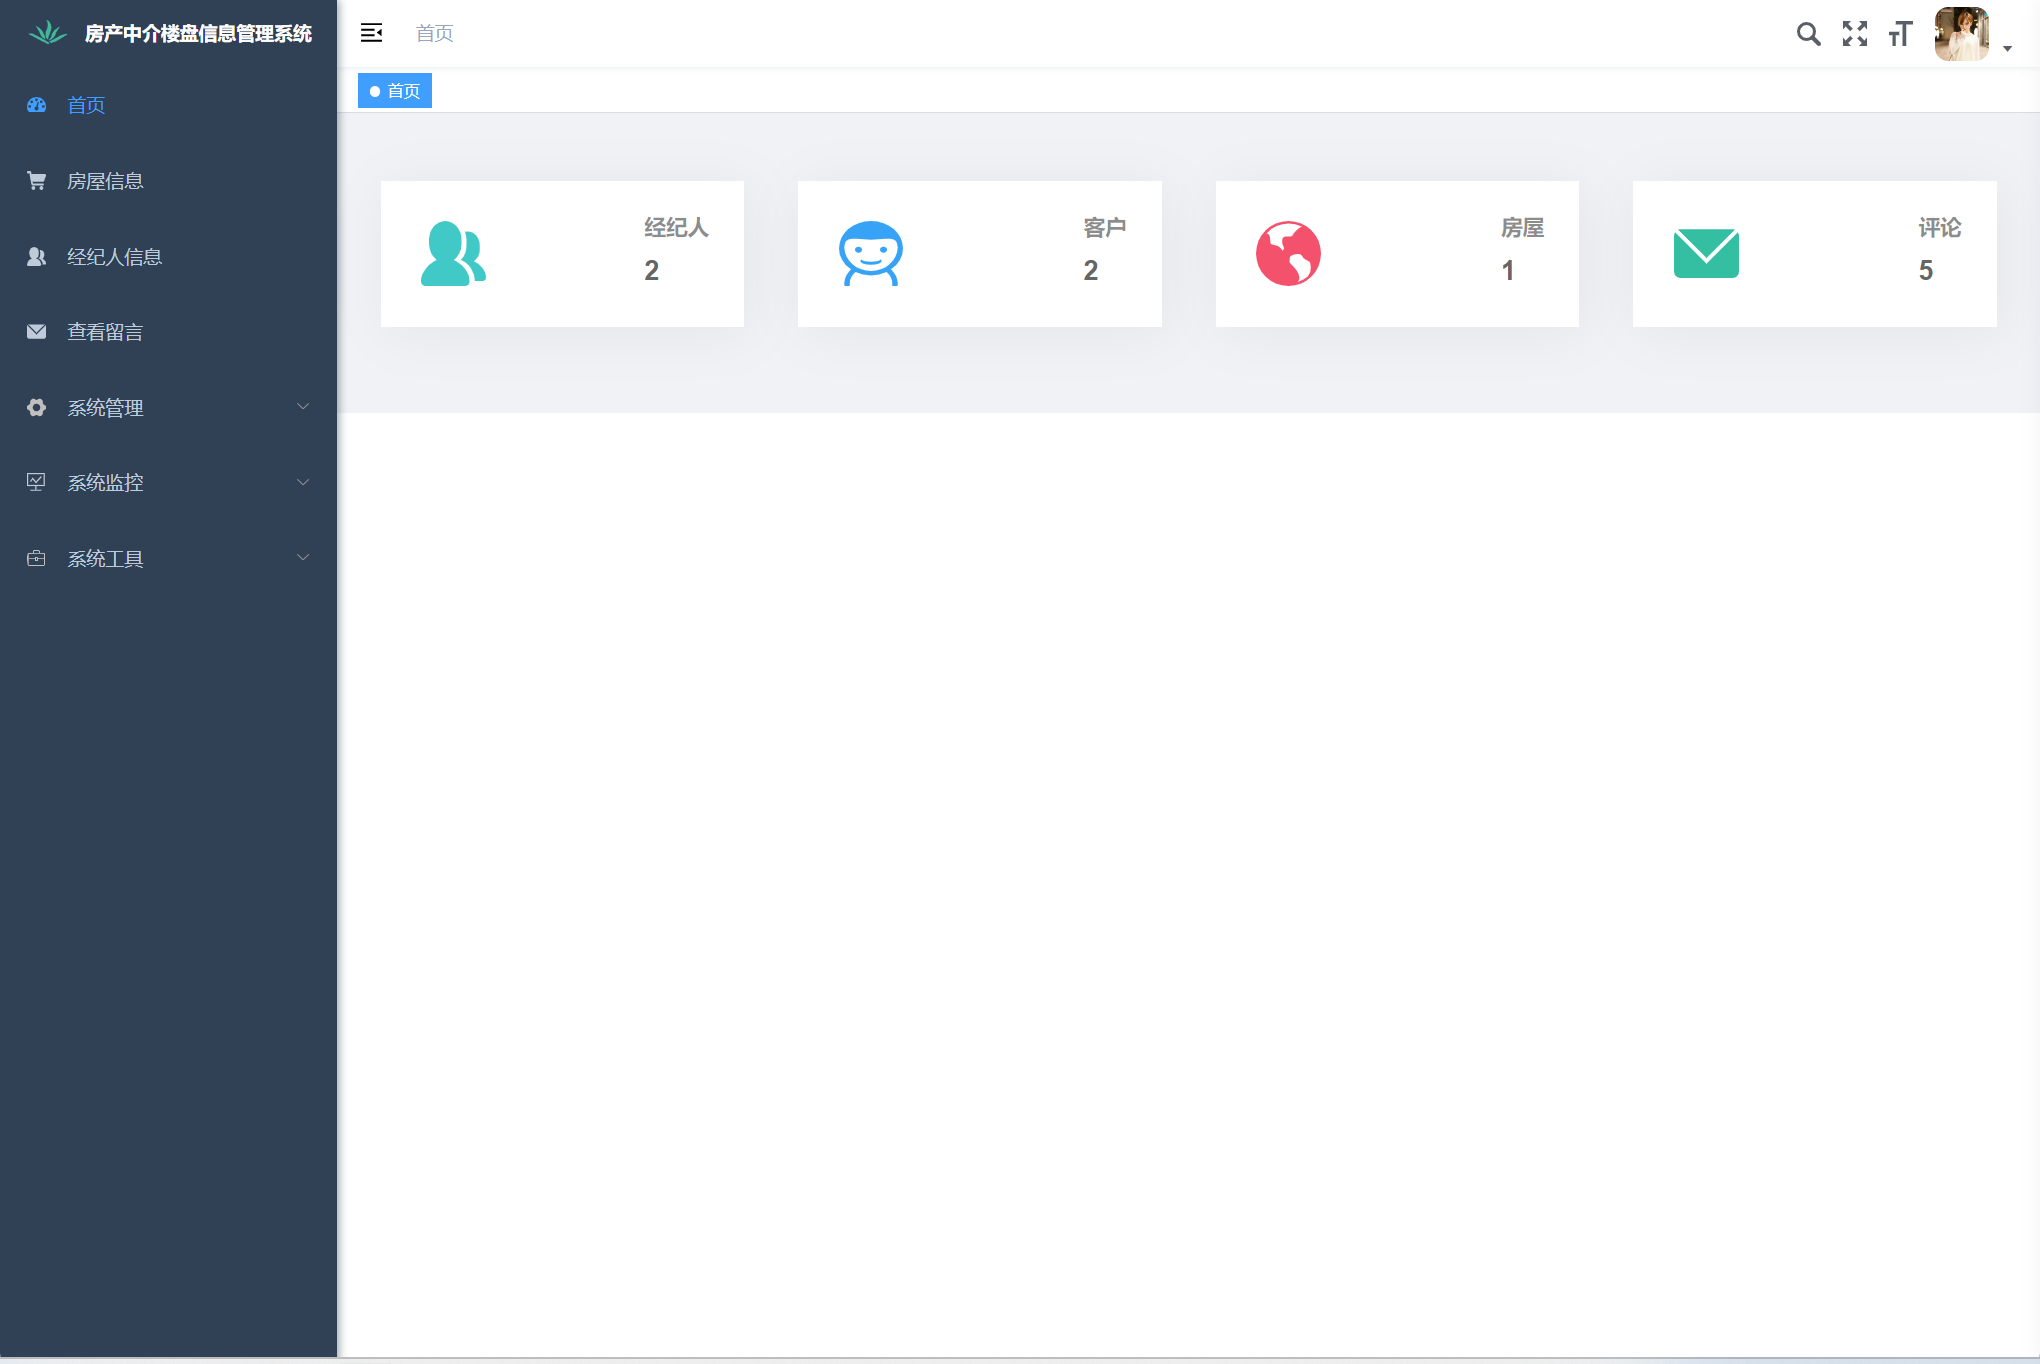 房产中介楼盘信息管理系统
首页
房屋信息
经纪人信息
查看留言
系统管理
系统监控
系统工具
首页
首页
经纪人
2
客户
2
房屋
1
评论
5